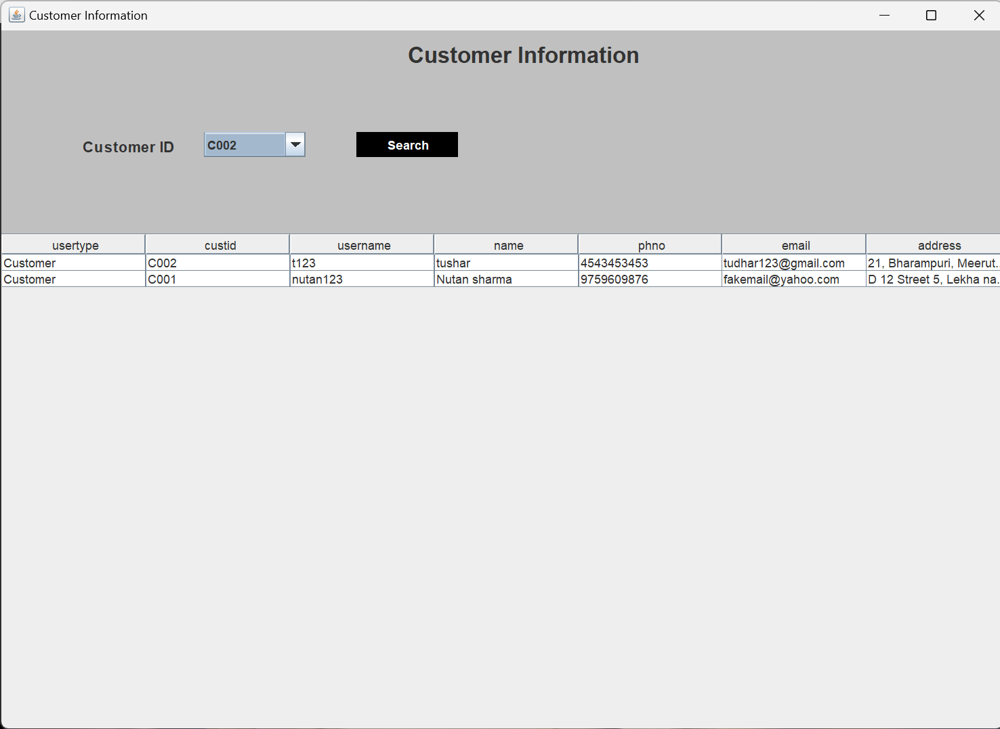 Customer Information
Customer Information
Customer ID C002 Search
usertype custid username name phno email address
Customer C002 t123 tushar 4543453453 tudhar123@gmail.com 21, Bharampuri, Meerut...
Customer C001 nutan123 Nutan sharma 9759609876 fakemail@yahoo.com D 12 Street 5, Lekha na...